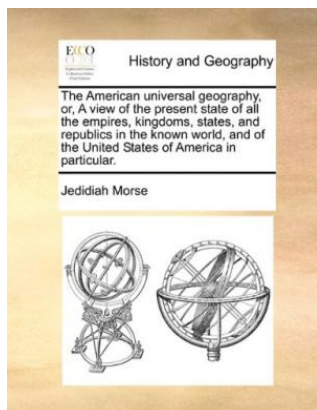 ECCO
History and Geography
The American universal geography,
or, A view of the present state of all
the empires, kingdoms, states, and
republics in the known world, and of
the United States of America in
particular.
Jedidiah Morse